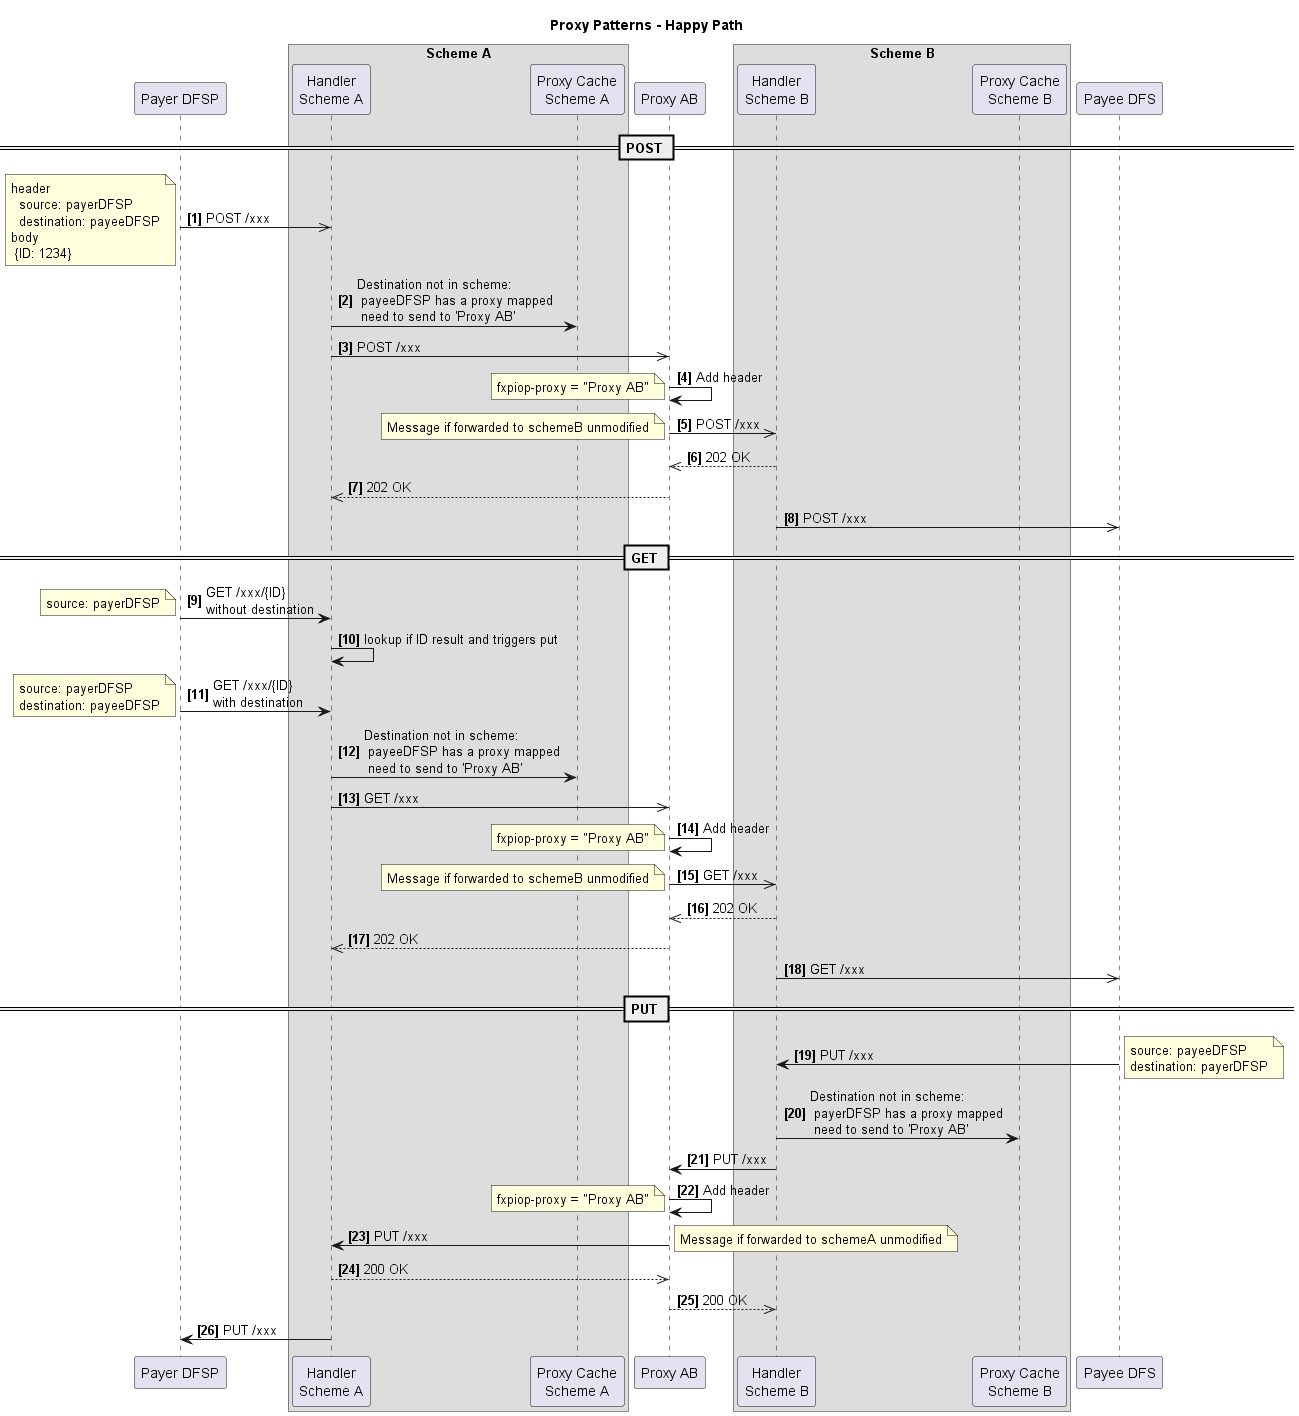 Proxy Patterns - Happy Path
Scheme A
Scheme B
Payer DFSP
Handler
Scheme A
Proxy Cache
Scheme A
Proxy AB
Handler
Scheme B
Proxy Cache
Scheme B
Payee DFS
POST
header
source: payerDFSP
destination: payeeDFSP
body
{ID: 1234}
[1] POST /xxx
Destination not in scheme:
[2] payeeDFSP has a proxy mapped
need to send to 'Proxy AB'
[3] POST /xxx
fxpiop-proxy = "Proxy AB"
[4] Add header
Message if forwarded to schemeB unmodified
[5] POST /xxx
[6] 202 OK
[7] 202 OK
[8] POST /xxx
GET
source: payerDFSP
[9] GET /xxx/{ID}
without destination
[10] lookup if ID result and triggers put
source: payerDFSP
destination: payeeDFSP
[11] GET /xxx/{ID}
with destination
Destination not in scheme:
[12] payeeDFSP has a proxy mapped
need to send to 'Proxy AB'
[13] GET /xxx
fxpiop-proxy = "Proxy AB"
[14] Add header
Message if forwarded to schemeB unmodified
[15] GET /xxx
[16] 202 OK
[17] 202 OK
[18] GET /xxx
PUT
[19] PUT /xxx
source: payeeDFSP
destination: payerDFSP
Destination not in scheme:
[20] payerDFSP has a proxy mapped
need to send to 'Proxy AB'
[21] PUT /xxx
fxpiop-proxy = "Proxy AB"
[22] Add header
[23] PUT /xxx
Message if forwarded to schemeA unmodified
[24] 200 OK
[25] 200 OK
[26] PUT /xxx
Payer DFSP
Handler
Scheme A
Proxy Cache
Scheme A
Proxy AB
Handler
Scheme B
Proxy Cache
Scheme B
Payee DFS